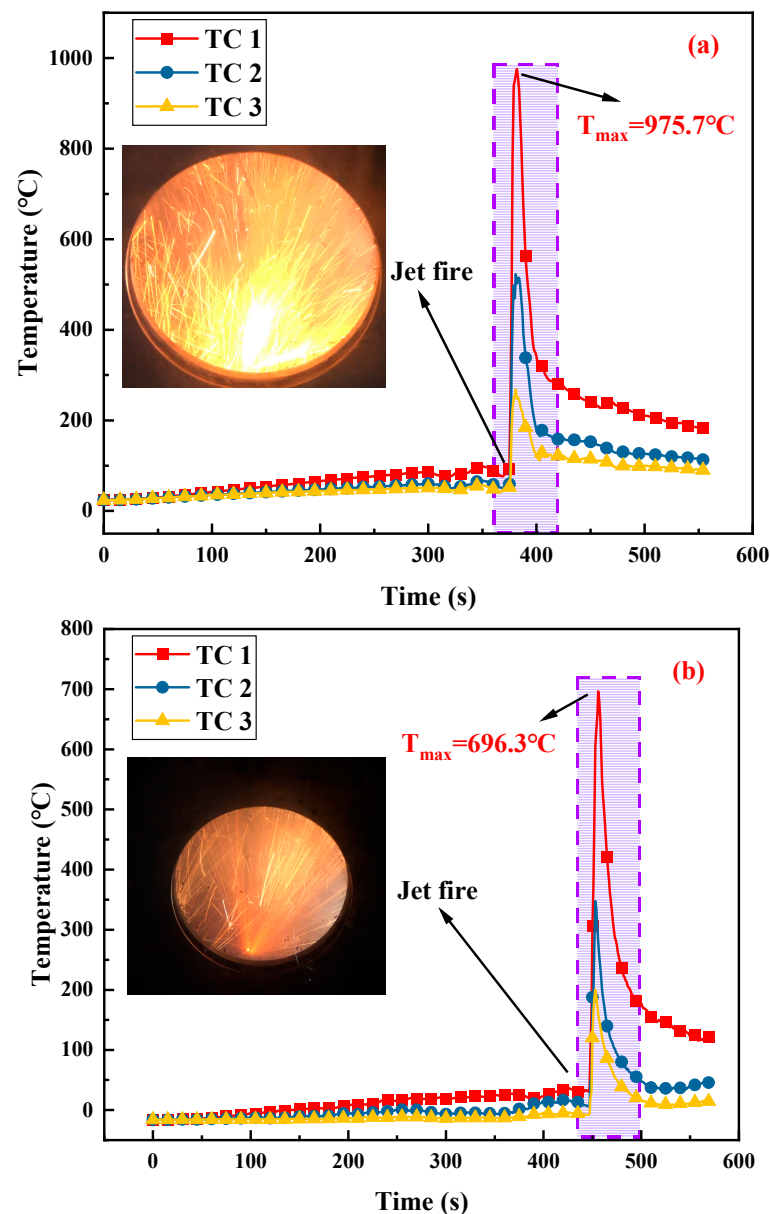 (a)
TC 1
TC 2
TC 3
Tmax=975.7℃
Jet fire
Temperature (℃)
1000
800
600
400
200
0
0 100 200 300 400 500 600
Time (s)
(b)
TC 1
TC 2
TC 3
Tmax=696.3℃
Jet fire
Temperature (℃)
800
700
600
500
400
300
200
100
0
0 100 200 300 400 500 600
Time (s)